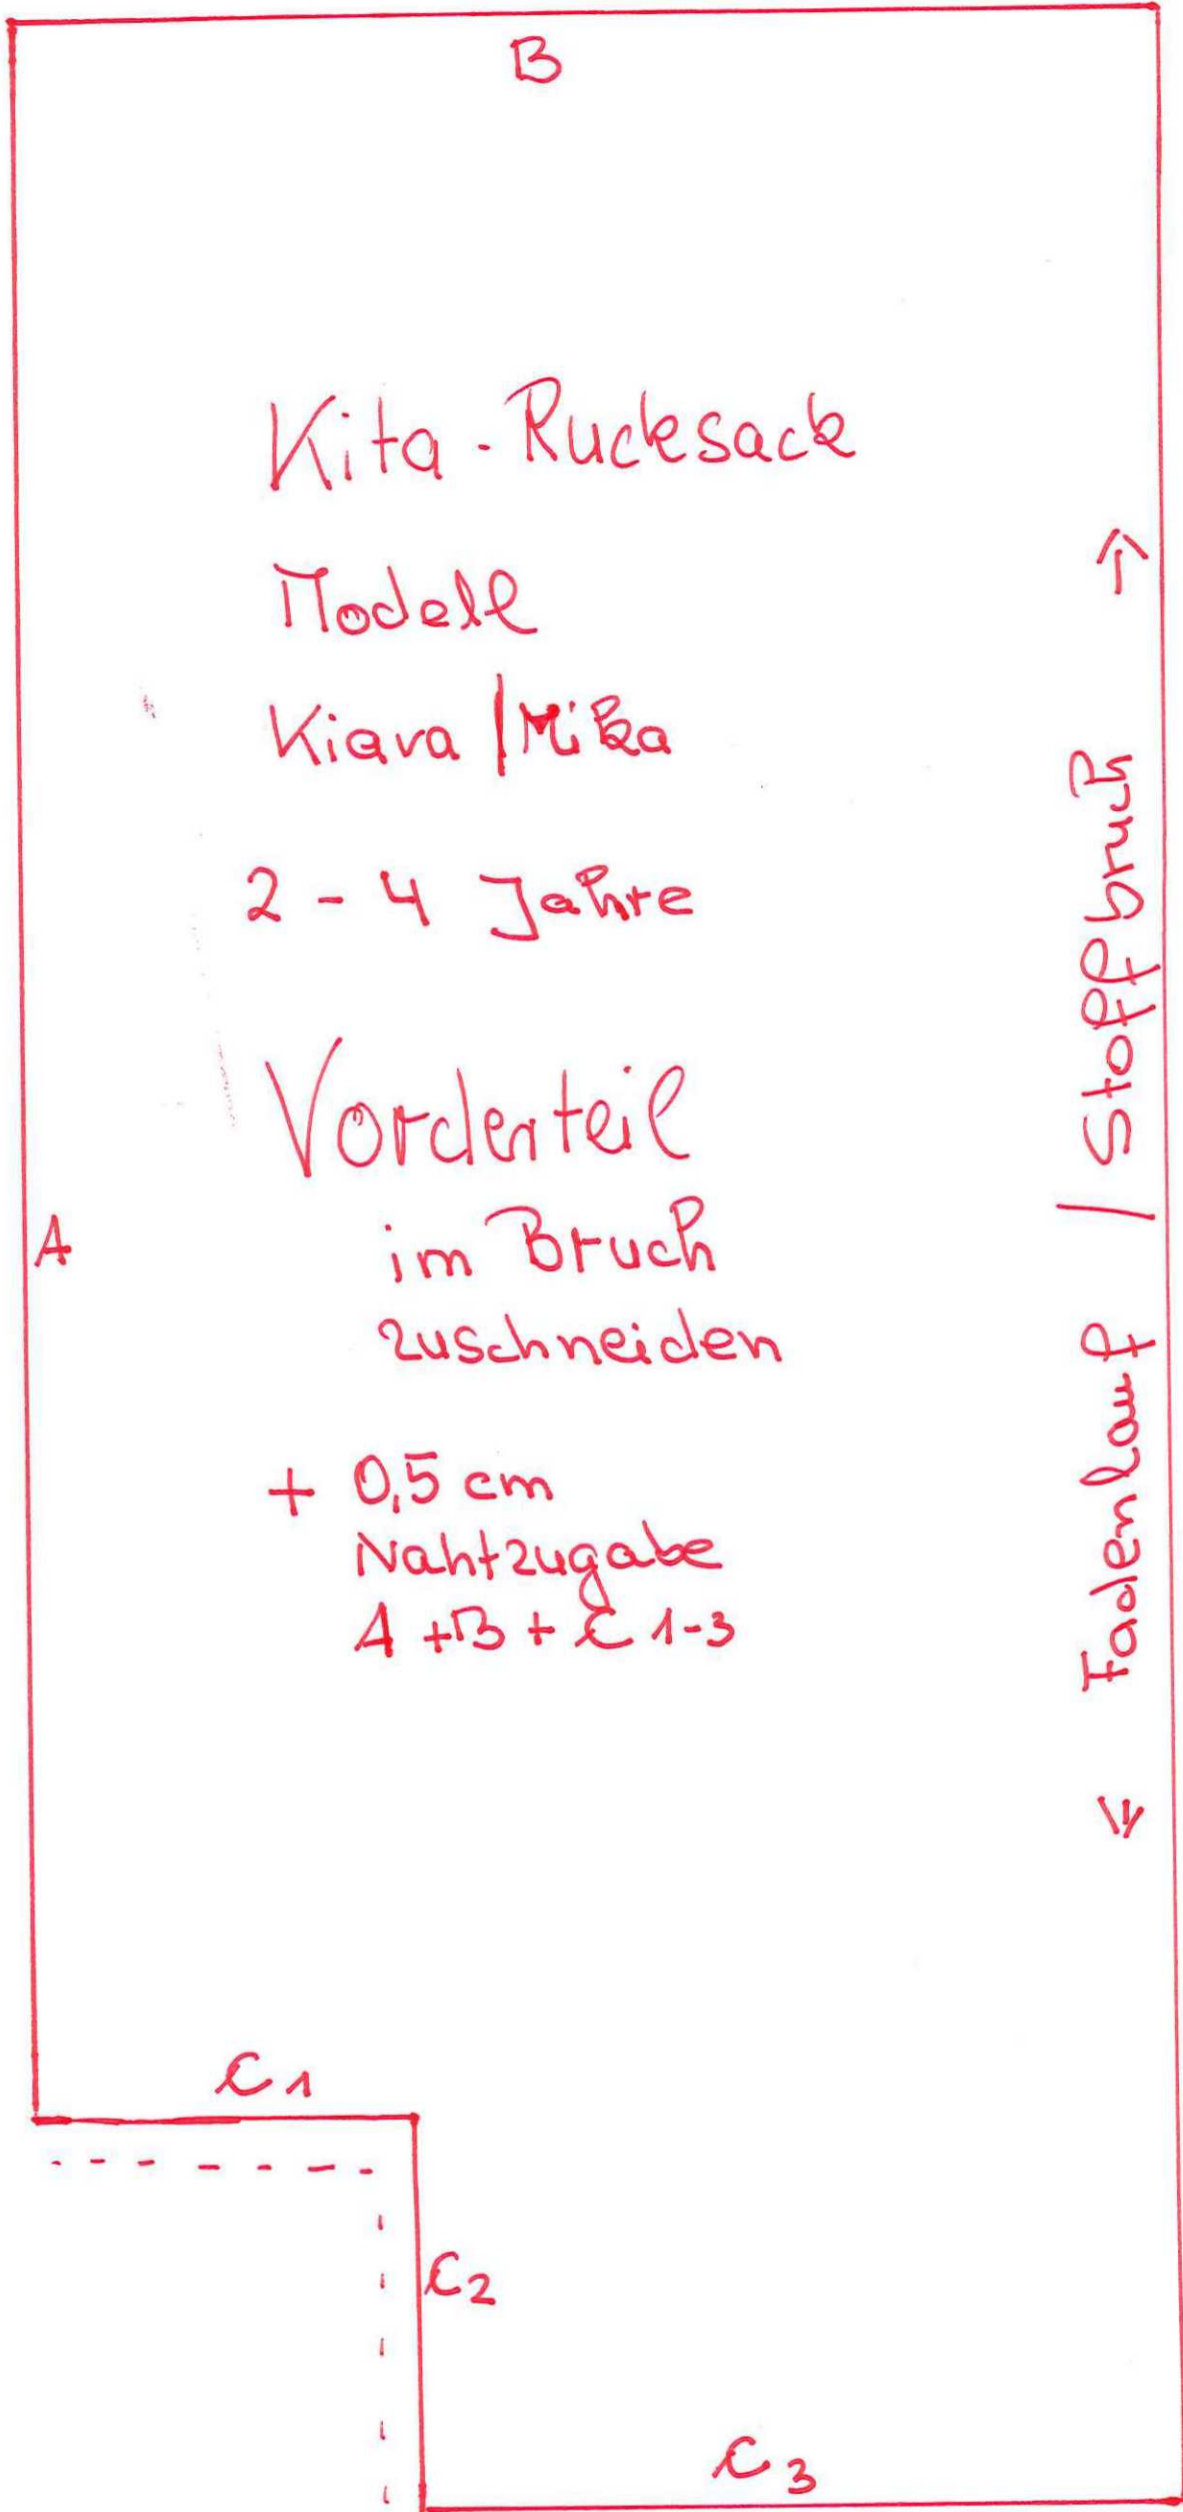 B
Kita - Rucksack
Modell
Kiara / Mika
2 - 4 Jahre
Vorderteil
im Bruch
zuschneiden
+ 0,5 cm
Nahtzugabe
A + B + C 1-3
A
← Fadenlauf / Stoffbruch →
C1
C2
C3